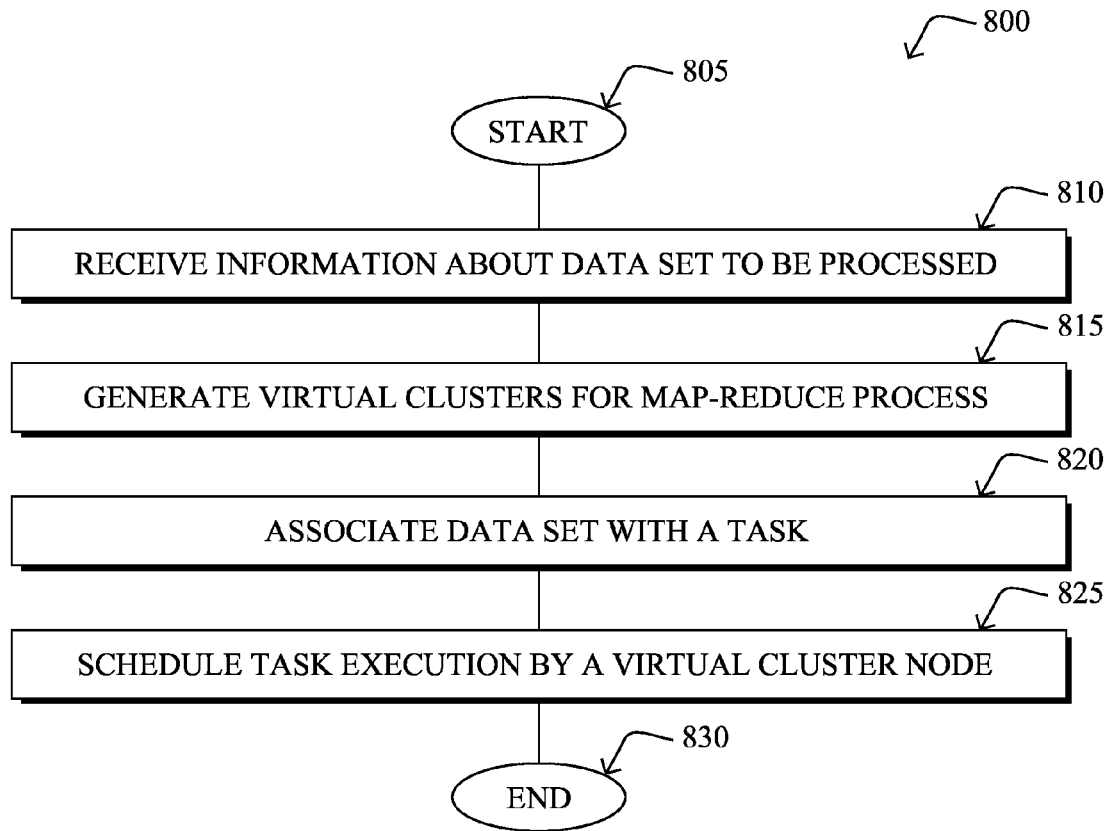 800
805
START
810
RECEIVE INFORMATION ABOUT DATA SET TO BE PROCESSED
815
GENERATE VIRTUAL CLUSTERS FOR MAP-REDUCE PROCESS
820
ASSOCIATE DATA SET WITH A TASK
825
SCHEDULE TASK EXECUTION BY A VIRTUAL CLUSTER NODE
830
END